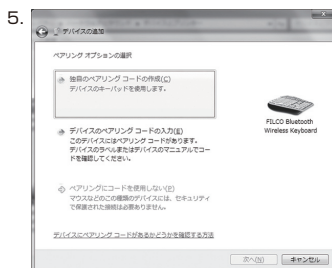 5.
デバイスの追加
ペアリング オプションの選択
独自のペアリング コードの作成(C)
デバイスのキーパッドを使用します。
デバイスのペアリング コードの入力(E)
このデバイスにはペアリング コードがあります。
デバイスのラベルまたはデバイスのマニュアルでコー
ドを確認してください。
FILCO Bluetooth
Wireless Keyboard
ペアリングにコードを使用しない(P)
マウスなどのこの種類のデバイスには、セキュリティ
で保護された接続は必要ありません。
デバイスにペアリング コードがあるかどうかを確認する方法
次へ(N)
キャンセル